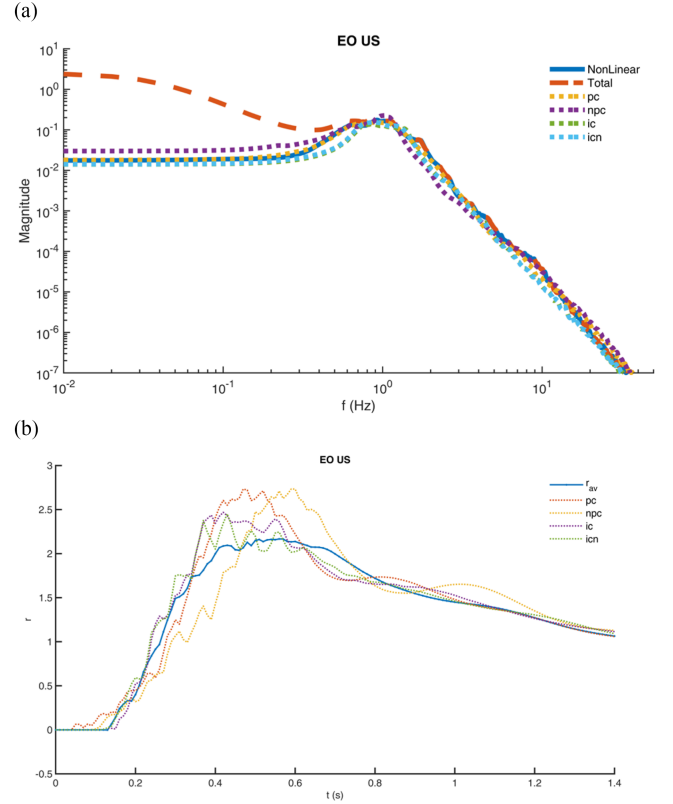 (a)
EO US
10^1
10^0
10^-1
10^-2
10^-3
10^-4
10^-5
10^-6
10^-7
Magnitude
NonLinear
Total
pc
npc
ic
icn
10^-2
10^-1
10^0
10^1
f (Hz)
(b)
EO US
3
2.5
2
1.5
1
0.5
0
-0.5
r
r_av
pc
npc
ic
icn
0
0.2
0.4
0.6
0.8
1
1.2
1.4
t (s)